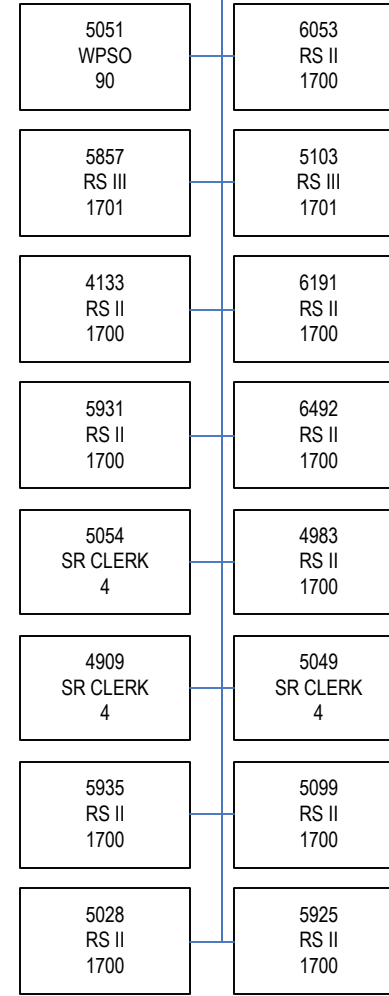 5051
WPSO
90
6053
RS II
1700
5857
RS III
1701
5103
RS III
1701
4133
RS II
1700
6191
RS II
1700
5931
RS II
1700
6492
RS II
1700
5054
SR CLERK
4
4983
RS II
1700
4909
SR CLERK
4
5049
SR CLERK
4
5935
RS II
1700
5099
RS II
1700
5028
RS II
1700
5925
RS II
1700